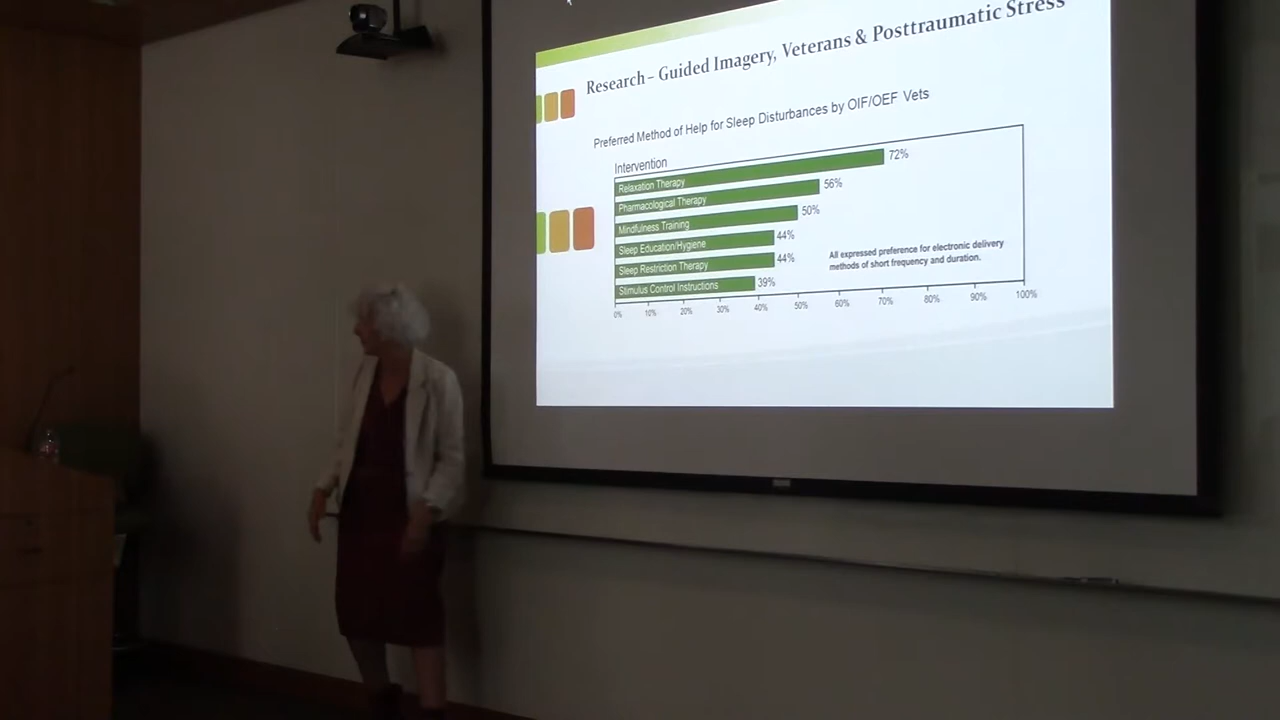 Research – Guided Imagery, Veterans & Posttraumatic Stress
Preferred Method of Help for Sleep Disturbances by OIF/OEF Vets
Intervention
Relaxation Therapy 72%
Pharmacological Therapy 56%
Mindfulness Training 50%
Sleep Education/Hygiene 44%
Sleep Restriction Therapy 44%
Stimulus Control Instructions 39%
All expressed preference for electronic delivery
methods of short frequency and duration.
0% 10% 20% 30% 40% 50% 60% 70% 80% 90% 100%